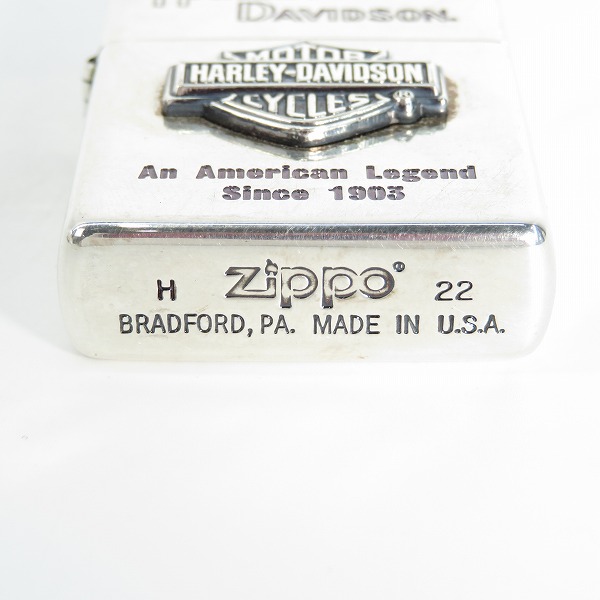 DAVIDSON.
MOTOR
HARLEY-DAVIDSON
CYCLES ®
An American Legend
Since 1903
H zippo® 22
BRADFORD, PA. MADE IN U.S.A.